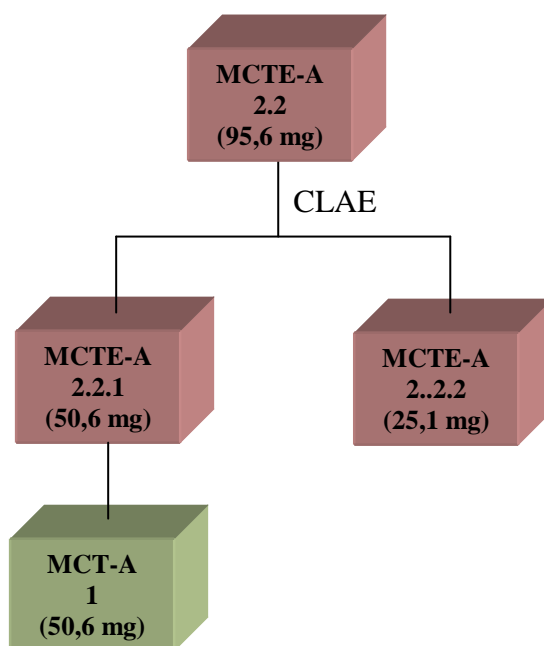 MCTE-A
2.2
(95,6 mg)
CLAE
MCTE-A
2.2.1
(50,6 mg)
MCTE-A
2..2.2
(25,1 mg)
MCT-A
1
(50,6 mg)